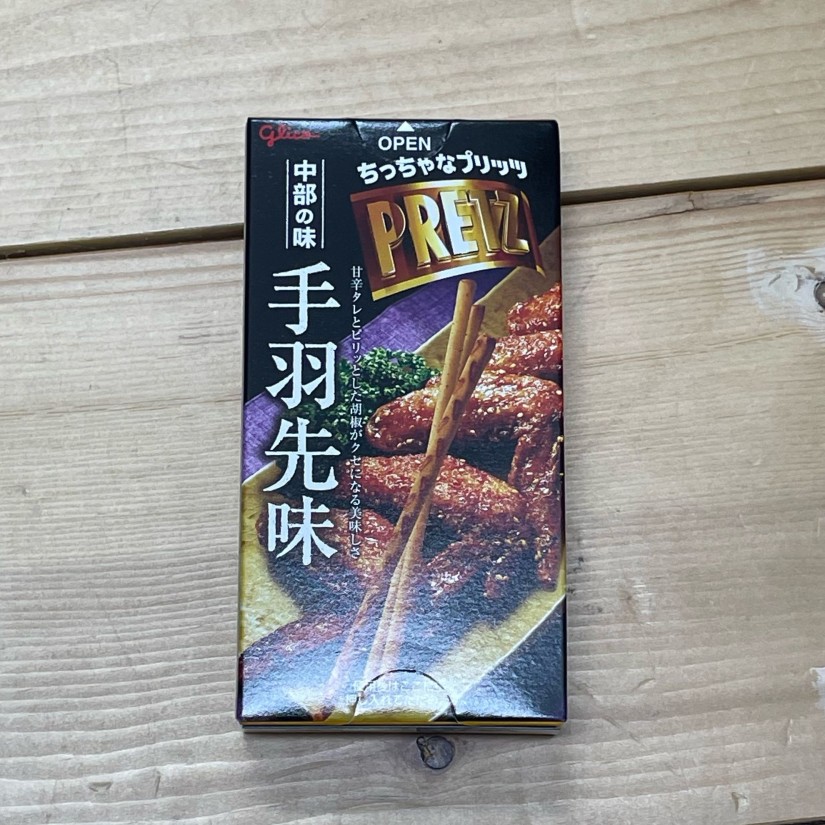 Glico
OPEN
ちっちゃなプリッツ
PRETZ
中部の味
手羽先味
甘辛タレとピリッとした胡椒がクセになる美味しさ